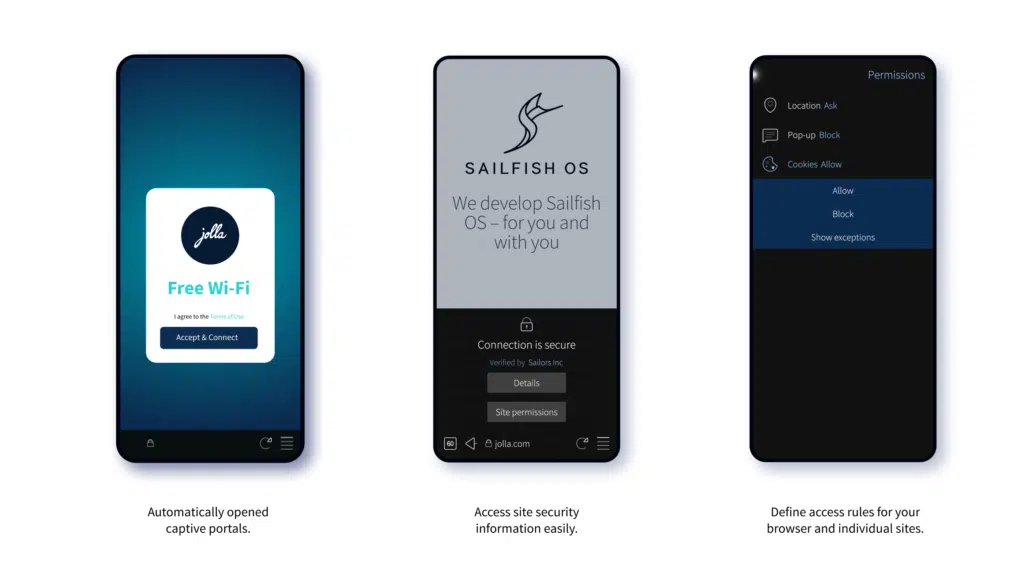 jolla
Free Wi-Fi
I agree to the Terms of Use
Accept & Connect
Automatically opened
captive portals.
SAILFISH OS
We develop Sailfish
OS – for you and
with you
Connection is secure
Verified by Sailors Inc
Details
Site permissions
60
jolla.com
Access site security
information easily.
Permissions
Location Ask
Pop-up Block
Cookies Allow
Allow
Block
Show exceptions
Define access rules for your
browser and individual sites.